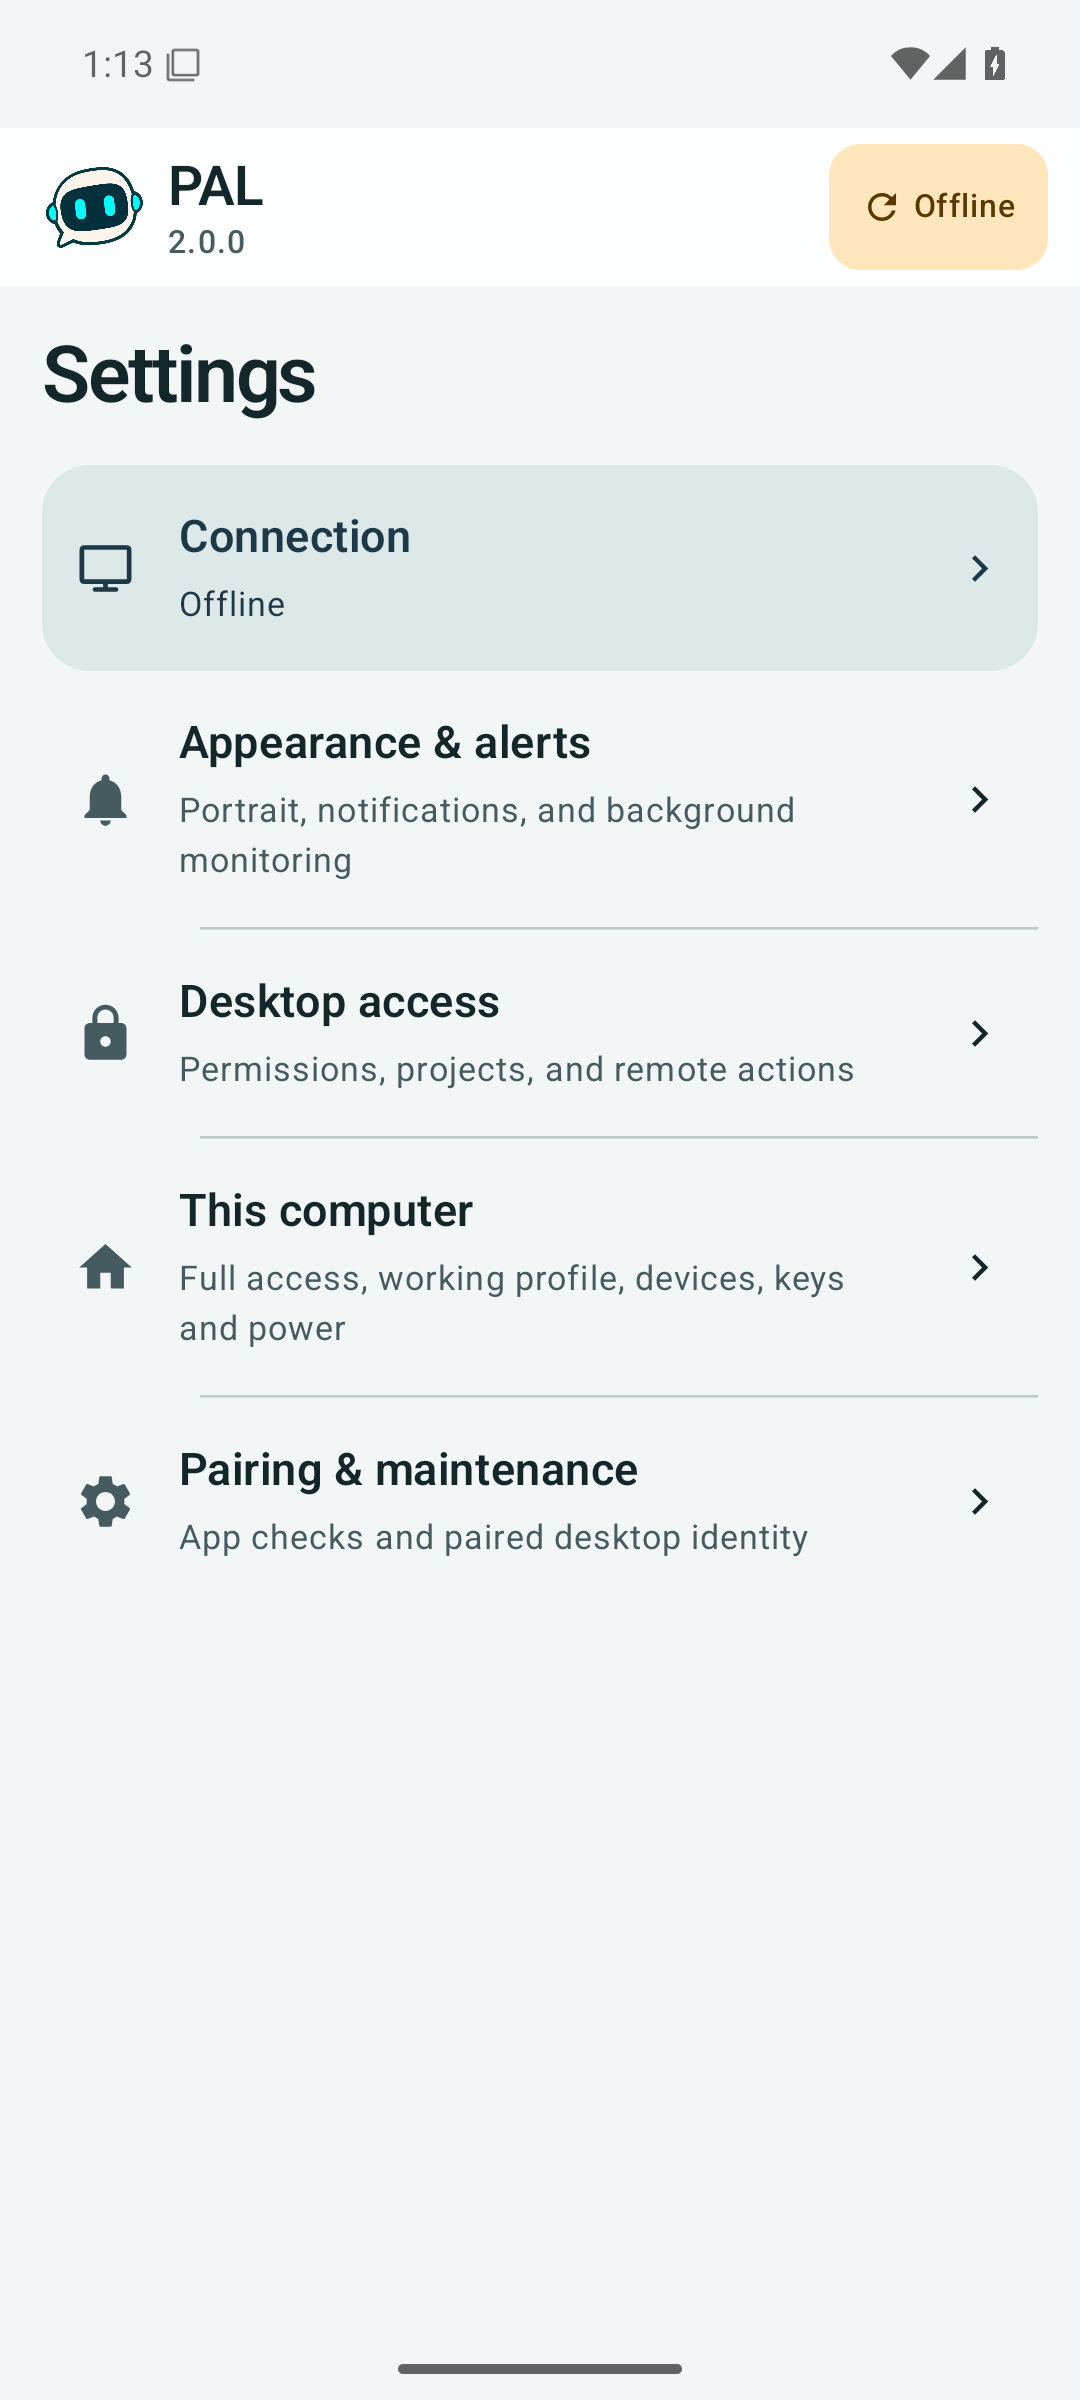 1:13
PAL
2.0.0
Offline
Settings
Connection
Offline
Appearance & alerts
Portrait, notifications, and background
monitoring
Desktop access
Permissions, projects, and remote actions
This computer
Full access, working profile, devices, keys
and power
Pairing & maintenance
App checks and paired desktop identity